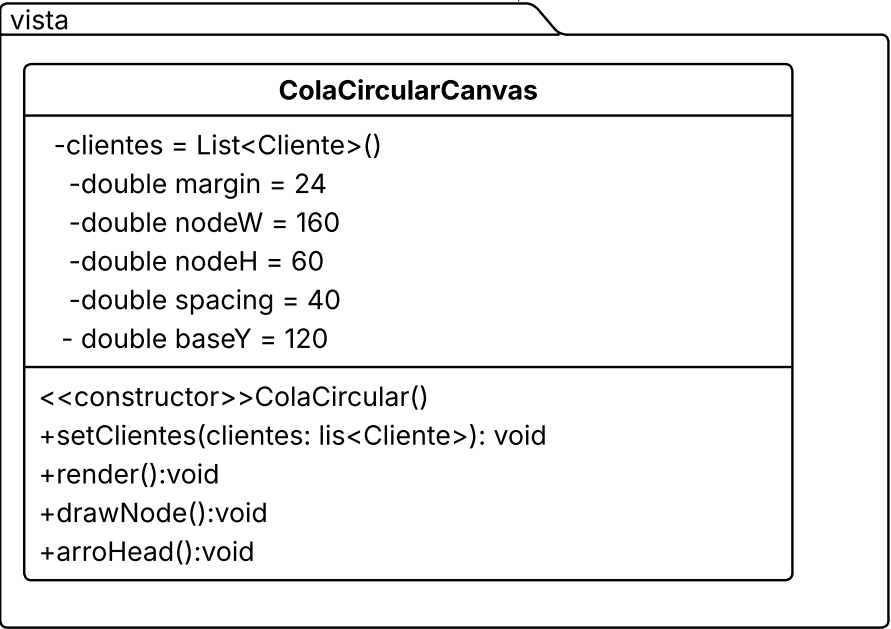 vista
ColaCircularCanvas
-clientes = List<Cliente>()
-double margin = 24
-double nodeW = 160
-double nodeH = 60
-double spacing = 40
- double baseY = 120
<<constructor>>ColaCircular()
+setClientes(clientes: lis<Cliente>): void
+render():void
+drawNode():void
+arroHead():void